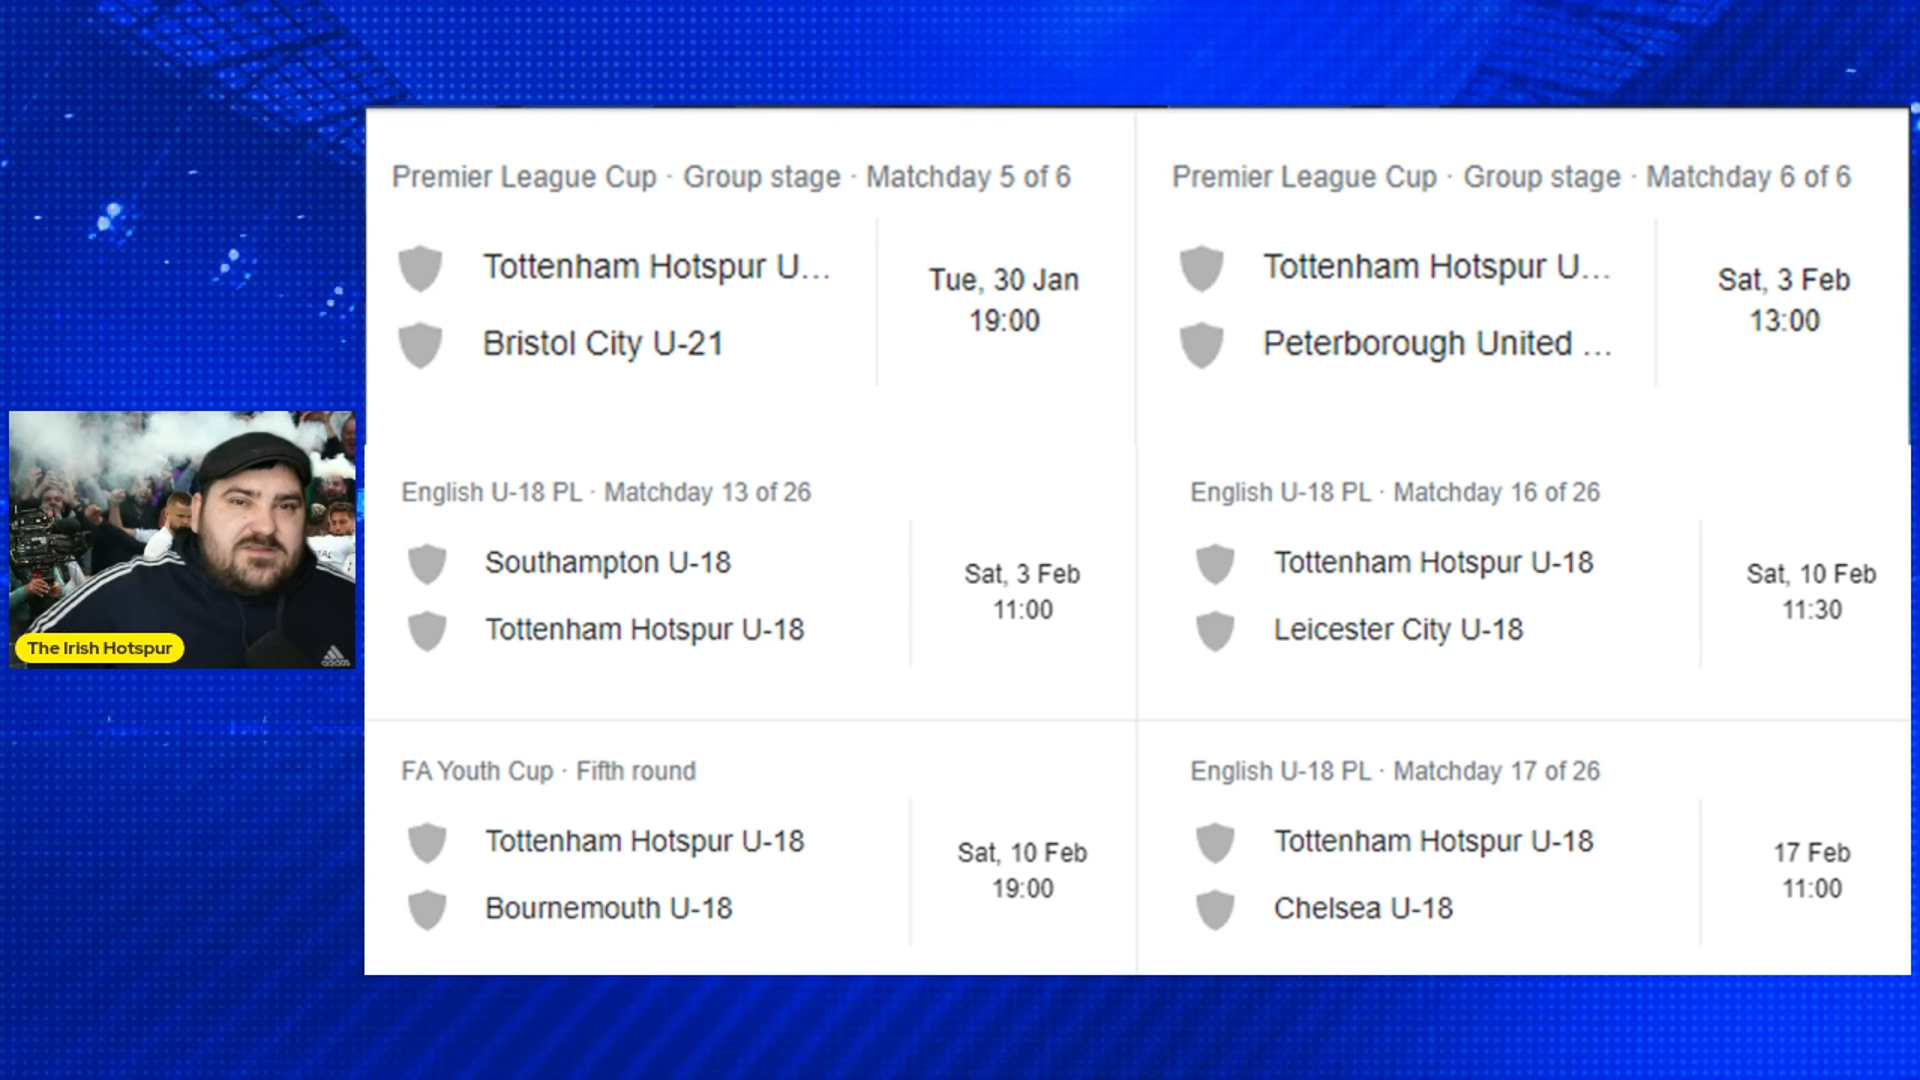 Premier League Cup · Group stage · Matchday 5 of 6
Tottenham Hotspur U...
Bristol City U-21
Tue, 30 Jan
19:00
Premier League Cup · Group stage · Matchday 6 of 6
Tottenham Hotspur U...
Peterborough United ...
Sat, 3 Feb
13:00
English U-18 PL · Matchday 13 of 26
Southampton U-18
Tottenham Hotspur U-18
Sat, 3 Feb
11:00
English U-18 PL · Matchday 16 of 26
Tottenham Hotspur U-18
Leicester City U-18
Sat, 10 Feb
11:30
FA Youth Cup · Fifth round
Tottenham Hotspur U-18
Bournemouth U-18
Sat, 10 Feb
19:00
English U-18 PL · Matchday 17 of 26
Tottenham Hotspur U-18
Chelsea U-18
17 Feb
11:00
The Irish Hotspur
adidas